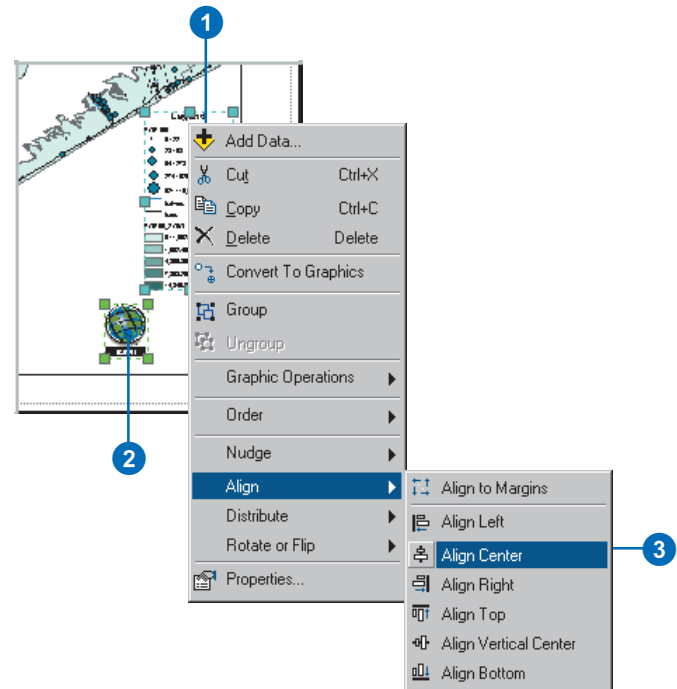 1
Legend
Add Data...
Cut Ctrl+X
Copy Ctrl+C
Delete Delete
Convert To Graphics
Group
Ungroup
Graphic Operations
Order
Nudge
Align
Distribute
Rotate or Flip
Properties...
2
Align to Margins
Align Left
Align Center
Align Right
Align Top
Align Vertical Center
Align Bottom
3